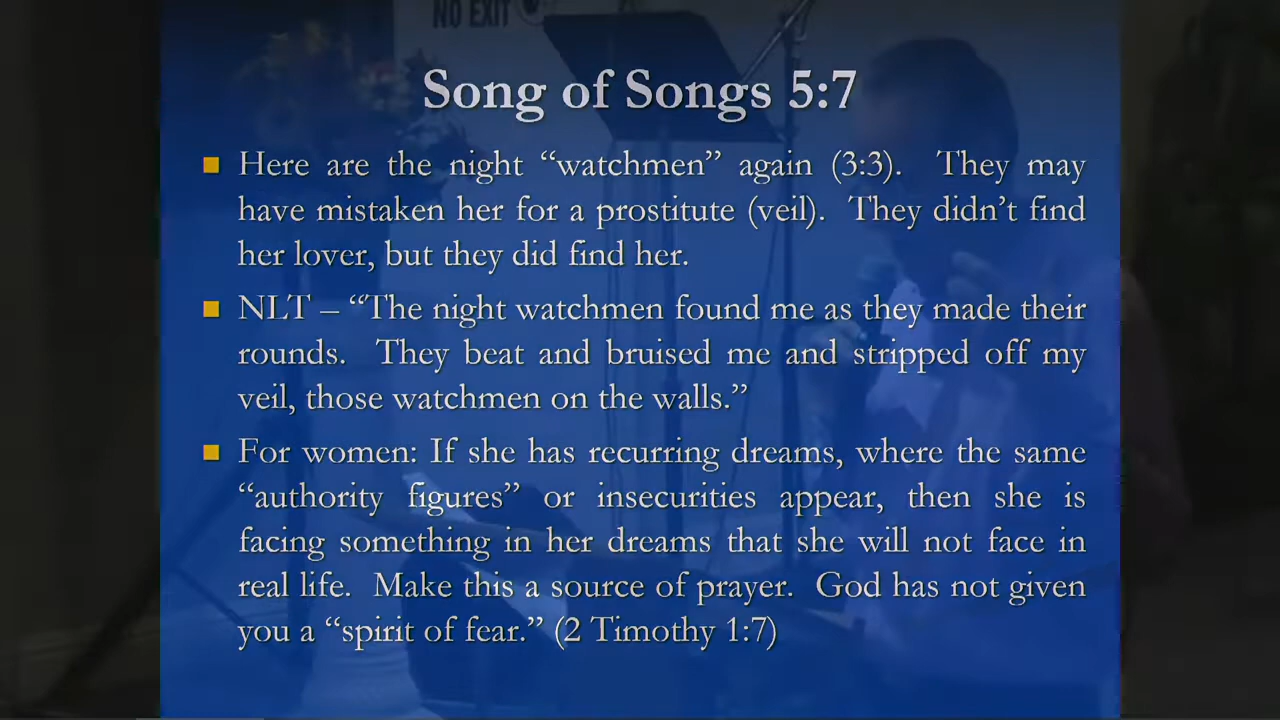 NO EXIT
Song of Songs 5:7
Here are the night “watchmen” again (3:3). They may
have mistaken her for a prostitute (veil). They didn’t find
her lover, but they did find her.
NLT – “The night watchmen found me as they made their
rounds. They beat and bruised me and stripped off my
veil, those watchmen on the walls.”
For women: If she has recurring dreams, where the same
“authority figures” or insecurities appear, then she is
facing something in her dreams that she will not face in
real life. Make this a source of prayer. God has not given
you a “spirit of fear.” (2 Timothy 1:7)